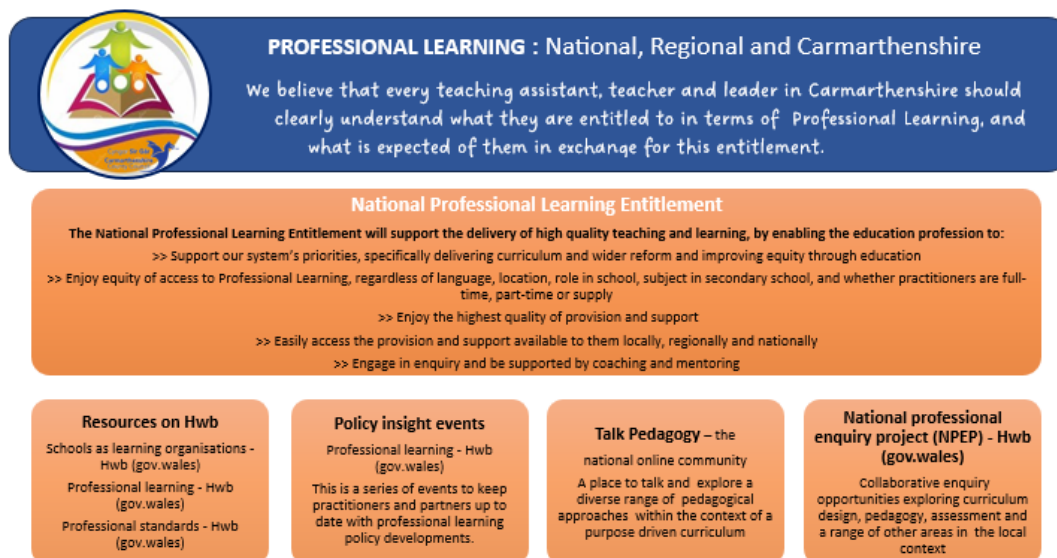 PROFESSIONAL LEARNING : National, Regional and Carmarthenshire
We believe that every teaching assistant, teacher and leader in Carmarthenshire should
clearly understand what they are entitled to in terms of Professional Learning, and
what is expected of them in exchange for this entitlement.
Cyngor Sir Gâr
Carmarthenshire
National Professional Learning Entitlement
The National Professional Learning Entitlement will support the delivery of high quality teaching and learning, by enabling the education profession to:
>> Support our system's priorities, specifically delivering curriculum and wider reform and improving equity through education
>> Enjoy equity of access to Professional Learning, regardless of language, location, role in school, subject in secondary school, and whether practitioners are full-
time, part-time or supply
>> Enjoy the highest quality of provision and support
>> Easily access the provision and support available to them locally, regionally and nationally
>> Engage in enquiry and be supported by coaching and mentoring
Resources on Hwb
Schools as learning organisations -
Hwb (gov.wales)
Professional learning - Hwb
(gov.wales)
Professional standards - Hwb
(gov.wales)
Policy insight events
Professional learning - Hwb
(gov.wales)
This is a series of events to keep
practitioners and partners up to
date with professional learning
policy developments.
Talk Pedagogy – the
national online community
A place to talk and explore a
diverse range of pedagogical
approaches within the context of a
purpose driven curriculum
National professional
enquiry project (NPEP) - Hwb
(gov.wales)
Collaborative enquiry
opportunities exploring curriculum
design, pedagogy, assessment and
a range of other areas in the local
context